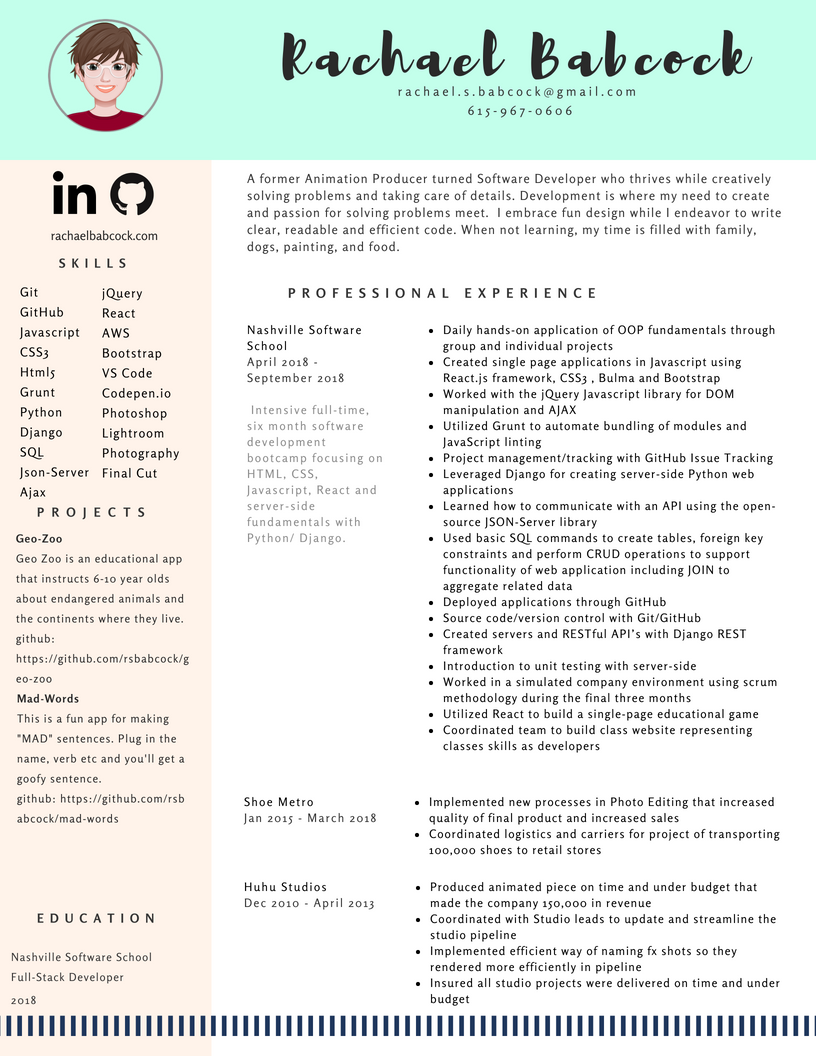 Rachael Babcock
rachael.s.babcock@gmail.com
615-967-0606
in
rachaelbabcock.com
SKILLS
Git
GitHub
Javascript
CSS3
Html5
Grunt
Python
Django
SQL
Json-Server
Ajax
jQuery
React
AWS
Bootstrap
VS Code
Codepen.io
Photoshop
Lightroom
Photography
Final Cut
PROJECTS
Geo-Zoo
Geo Zoo is an educational app
that instructs 6-10 year olds
about endangered animals and
the continents where they live.
github:
https://github.com/rsbabcock/g
eo-zoo
Mad-Words
This is a fun app for making
"MAD" sentences. Plug in the
name, verb etc and you'll get a
goofy sentence.
github: https://github.com/rsb
abcock/mad-words
EDUCATION
Nashville Software School
Full-Stack Developer
2018
A former Animation Producer turned Software Developer who thrives while creatively
solving problems and taking care of details. Development is where my need to create
and passion for solving problems meet.  I embrace fun design while I endeavor to write
clear, readable and efficient code. When not learning, my time is filled with family,
dogs, painting, and food.
PROFESSIONAL EXPERIENCE
Nashville Software
School
April 2018 -
September 2018
Intensive full-time,
six month software
development
bootcamp focusing on
HTML, CSS,
Javascript, React and
server-side
fundamentals with
Python/ Django.
• Daily hands-on application of OOP fundamentals through
group and individual projects
• Created single page applications in Javascript using
React.js framework, CSS3 , Bulma and Bootstrap
• Worked with the jQuery Javascript library for DOM
manipulation and AJAX
• Utilized Grunt to automate bundling of modules and
JavaScript linting
• Project management/tracking with GitHub Issue Tracking
• Leveraged Django for creating server-side Python web
applications
• Learned how to communicate with an API using the open-
source JSON-Server library
• Used basic SQL commands to create tables, foreign key
constraints and perform CRUD operations to support
functionality of web application including JOIN to
aggregate related data
• Deployed applications through GitHub
• Source code/version control with Git/GitHub
• Created servers and RESTful API's with Django REST
framework
• Introduction to unit testing with server-side
• Worked in a simulated company environment using scrum
methodology during the final three months
• Utilized React to build a single-page educational game
• Coordinated team to build class website representing
classes skills as developers
Shoe Metro
Jan 2015 - March 2018
• Implemented new processes in Photo Editing that increased
quality of final product and increased sales
• Coordinated logistics and carriers for project of transporting
100,000 shoes to retail stores
Huhu Studios
Dec 2010 - April 2013
• Produced animated piece on time and under budget that
made the company 150,000 in revenue
• Coordinated with Studio leads to update and streamline the
studio pipeline
• Implemented efficient way of naming fx shots so they
rendered more efficiently in pipeline
• Insured all studio projects were delivered on time and under
budget